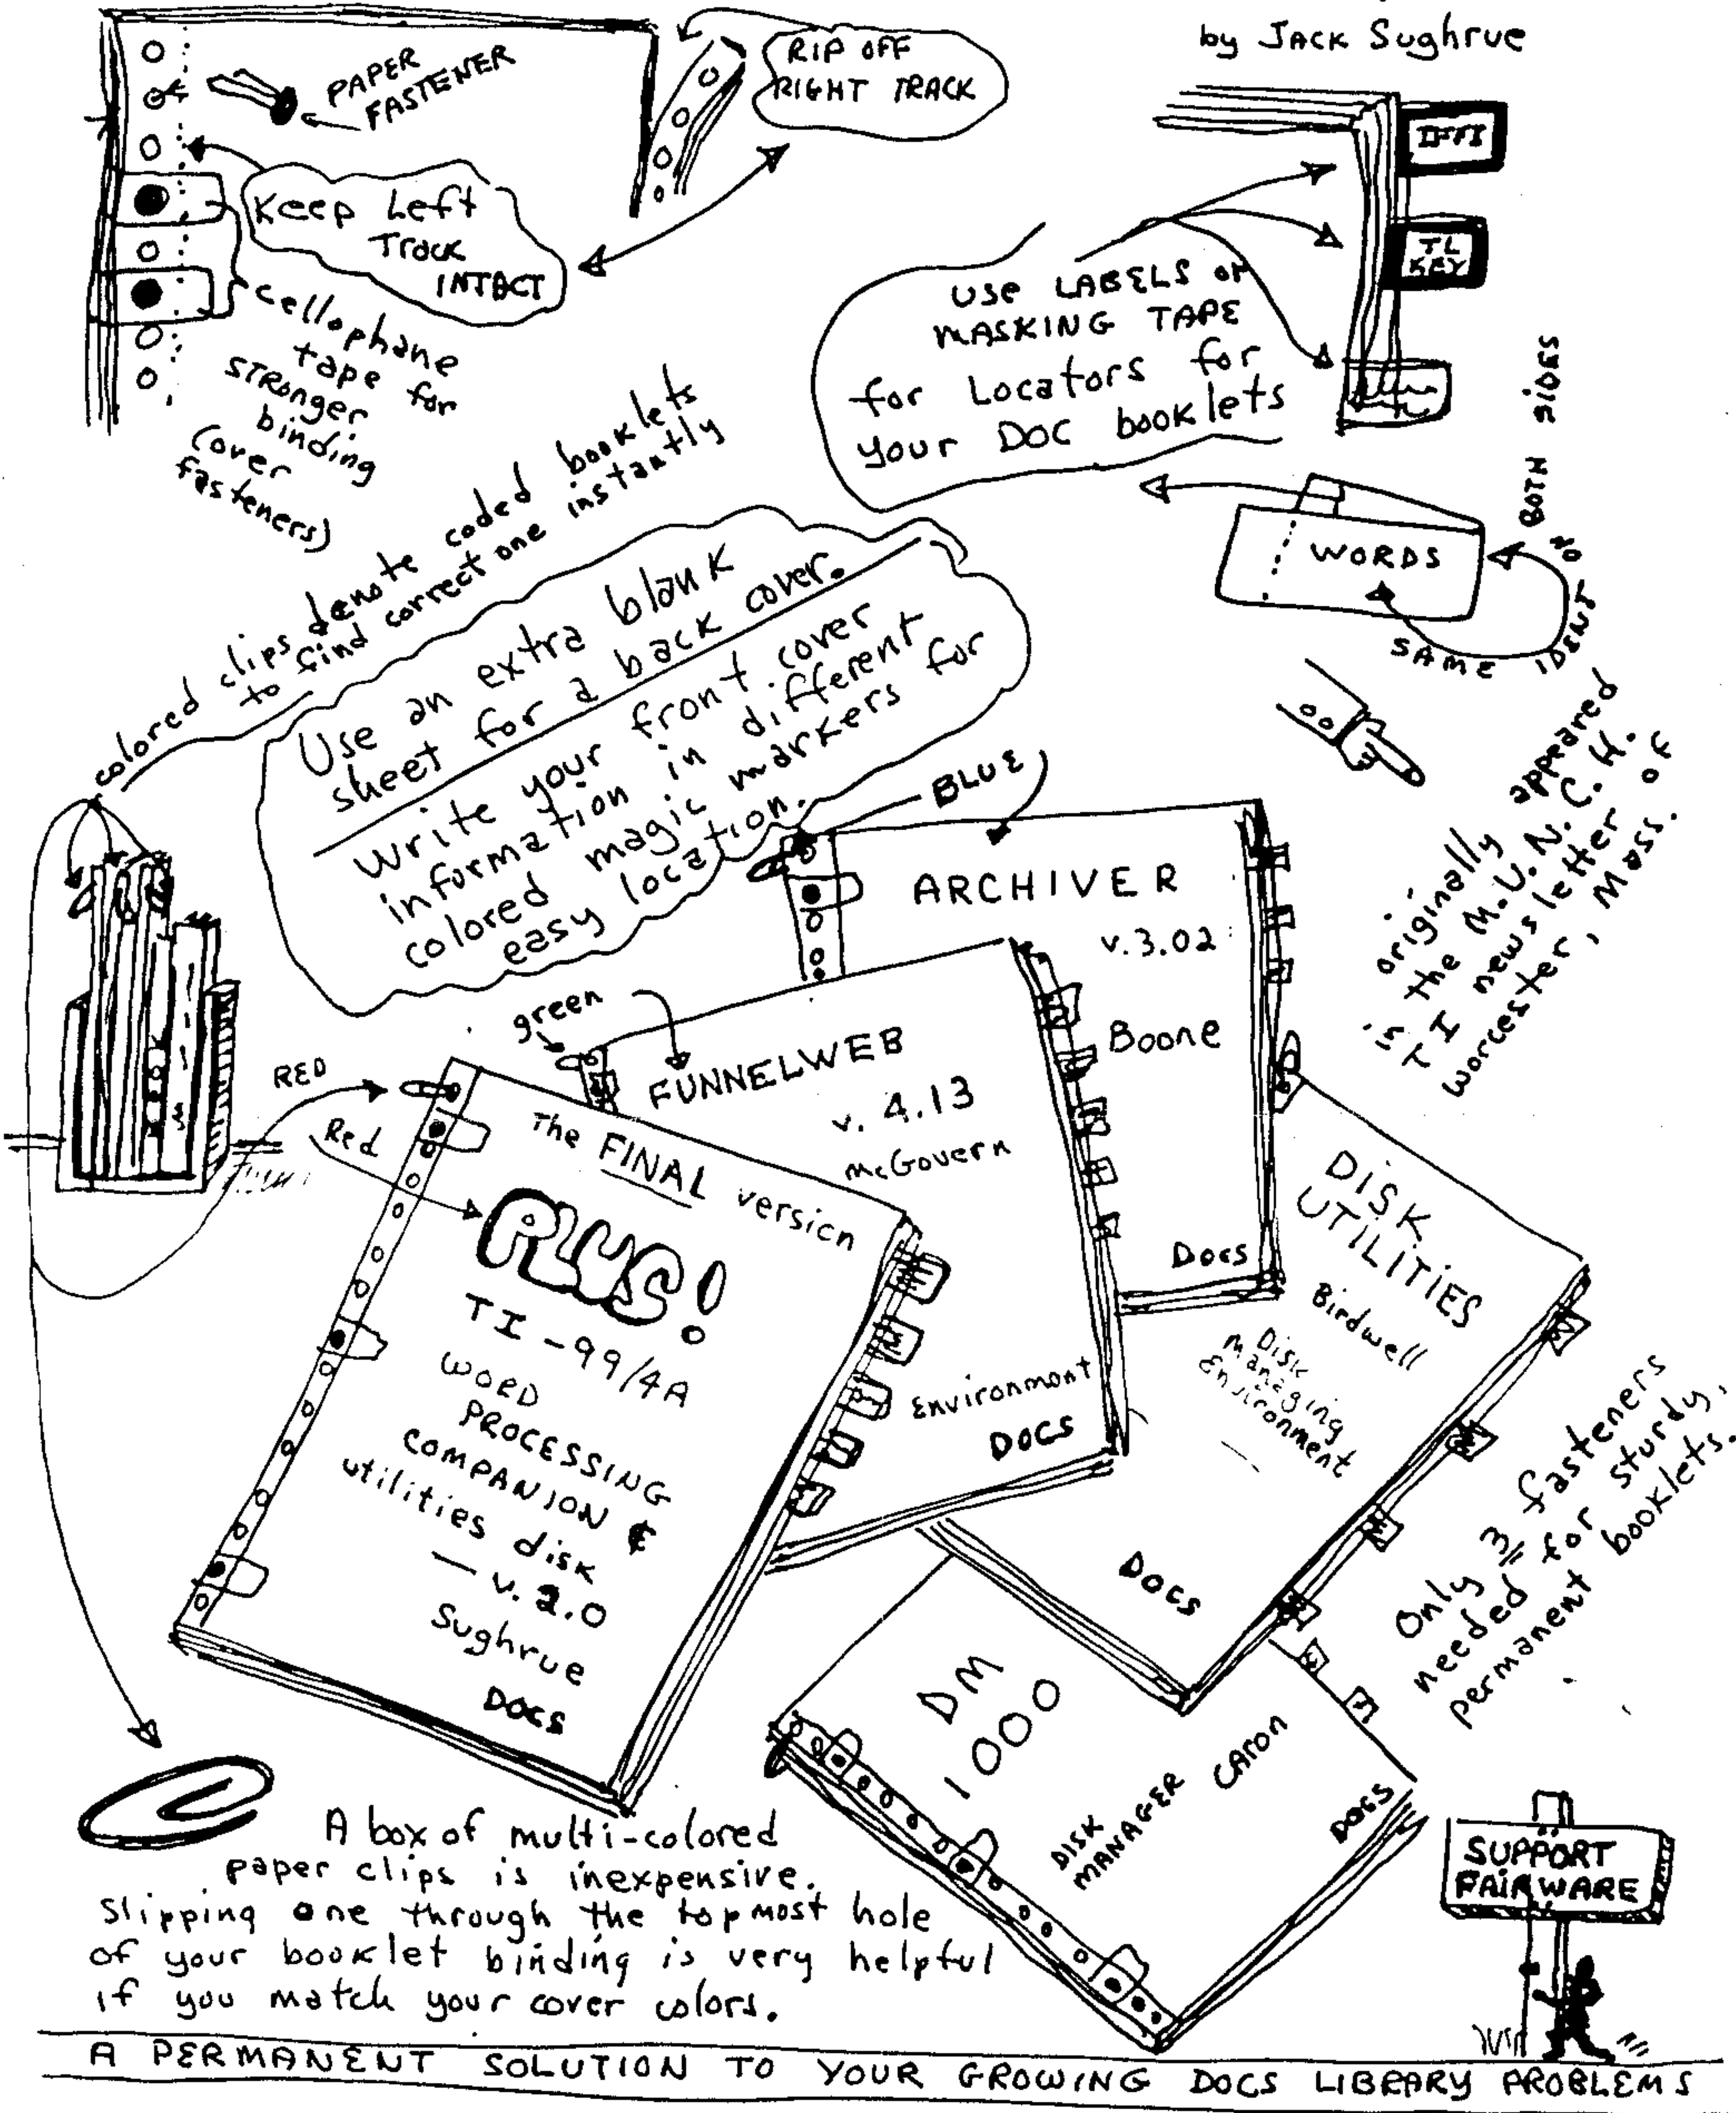 by JACK Sughrue
PAPER
FASTENER
RIP OFF
RIGHT TRACK
Keep Left
Track
INTACT
cellophane
tape for
STRONGER
binding
(over
fasteners)
IFFI
TL
KEY
USE LABELS or
MASKING TAPE
for Locators for
your DOC booklets
WORDS
SAME
IDENT
BOTH SIDES
colored clips denote coded booklets
to find correct one instantly
Use an extra blank
sheet for a back cover.
Write your front cover
information in different
colored magic markers for
easy location.
originally appeared
in the M.U.N.C.H.
TI newsletter of
Worcester, Mass.
BLUE
ARCHIVER
v.3.02
Boone
Docs
green
FUNNELWEB
v. 4.13
McGovern
Environment
DOCS
RED
Red
The FINAL version
PLUS!
TI-99/4A
WORD
PROCESSING
COMPANION &
utilities disk
— v. 2.0
Sughrue
DOCS
DISK
UTILITIES
Birdwell
Disk
Managing
Environment
DOCS
Only 3 fasteners
needed for sturdy,
permanent booklets.
DM
1000
DISK
MANAGER
CARON
DOCS
SUPPORT
FAIRWARE
A box of multi-colored
paper clips is inexpensive.
Slipping one through the topmost hole
of your booklet binding is very helpful
if you match your cover colors.
A PERMANENT SOLUTION TO YOUR GROWING DOCS LIBRARY PROBLEMS